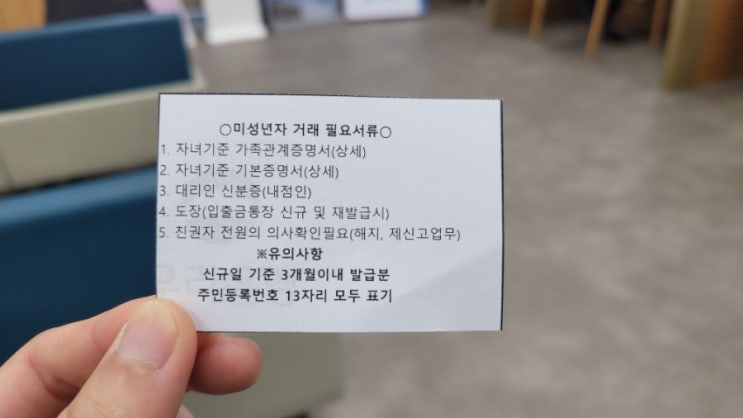 ○미성년자 거래 필요서류○
1. 자녀기준 가족관계증명서(상세)
2. 자녀기준 기본증명서(상세)
3. 대리인 신분증(내점인)
4. 도장(입출금통장 신규 및 재발급시)
5. 친권자 전원의 의사확인필요(해지, 제신고업무)
※유의사항
신규일 기준 3개월이내 발급분
주민등록번호 13자리 모두 표기